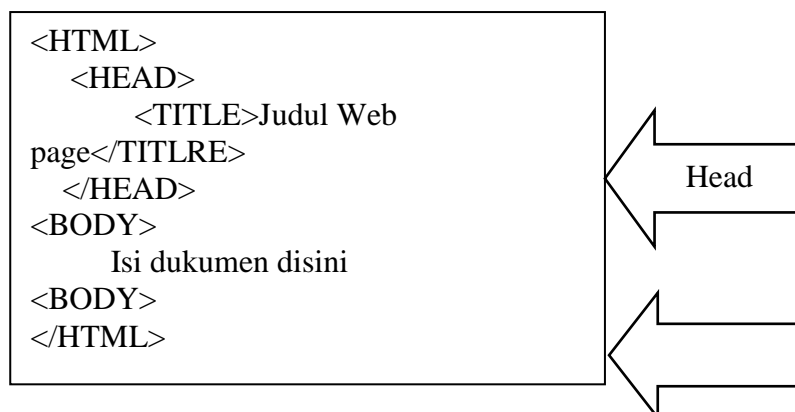 <HTML>
<HEAD>
<TITLE>Judul Web
page</TITLRE>
</HEAD>
<BODY>
Isi dukumen disini
<BODY>
</HTML>
Head